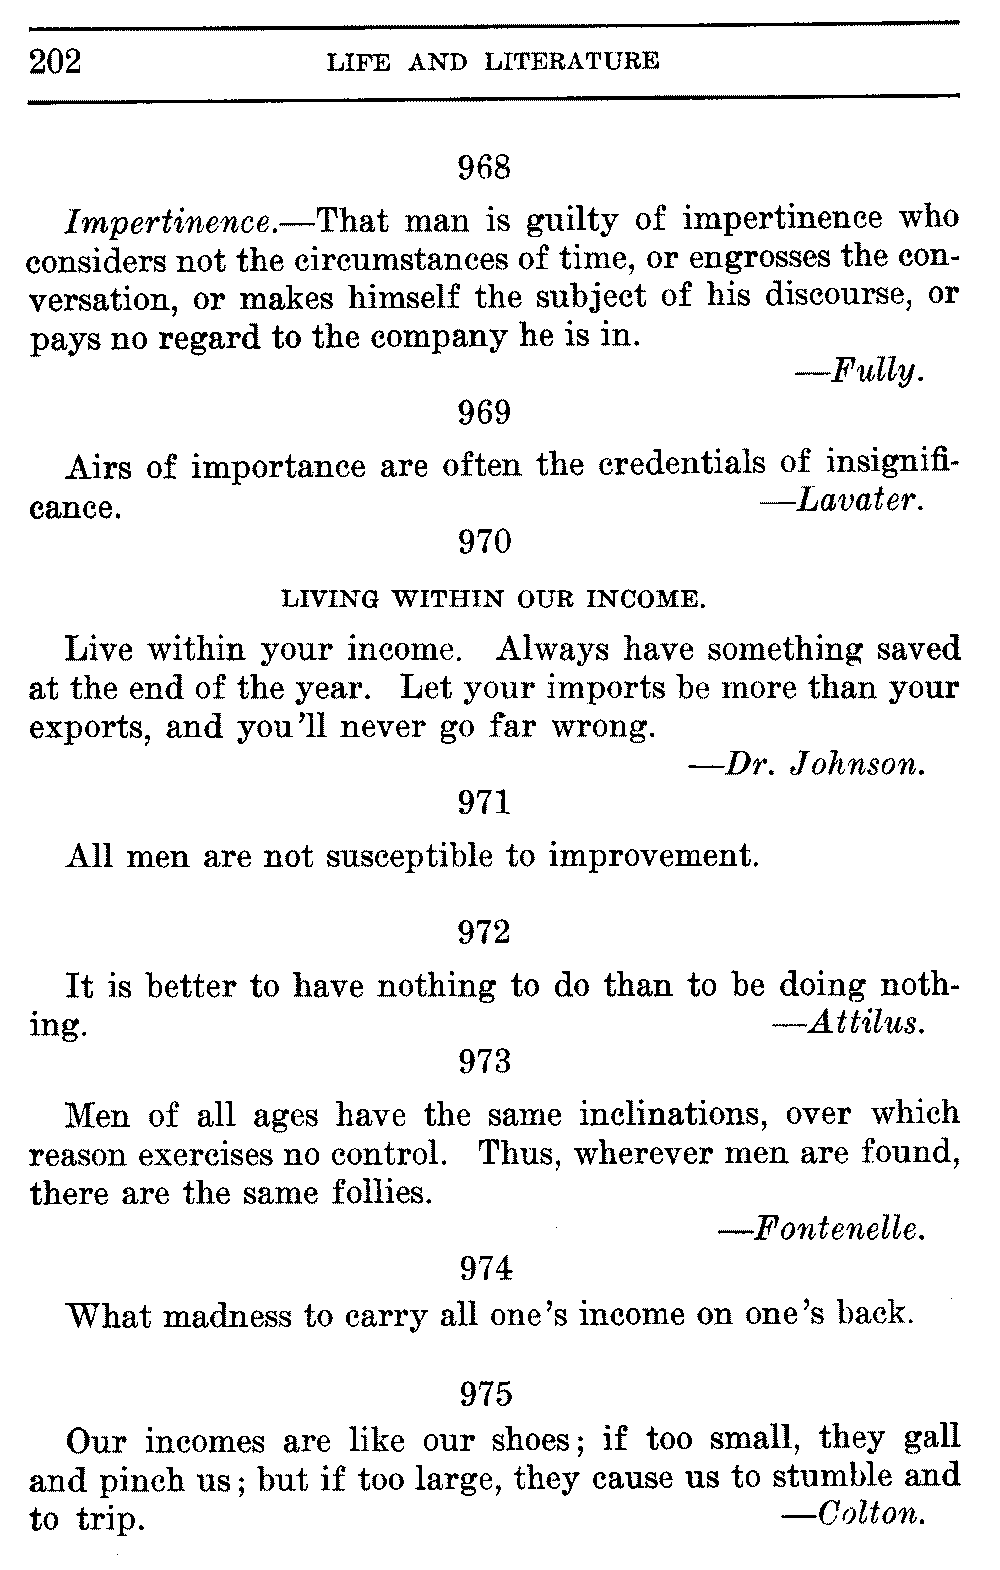 202 LIFE AND LITERATURE
968
Impertinence.—That man is guilty of impertinence who
considers not the circumstances of time, or engrosses the con-
versation, or makes himself the subject of his discourse, or
pays no regard to the company he is in.
—Fully.
969
Airs of importance are often the credentials of insignifi-
cance. —Lavater.
970
LIVING WITHIN OUR INCOME.
Live within your income. Always have something saved
at the end of the year. Let your imports be more than your
exports, and you'll never go far wrong.
—Dr. Johnson.
971
All men are not susceptible to improvement.
972
It is better to have nothing to do than to be doing noth-
ing. —Attilus.
973
Men of all ages have the same inclinations, over which
reason exercises no control. Thus, wherever men are found,
there are the same follies.
—Fontenelle.
974
What madness to carry all one's income on one's back.
975
Our incomes are like our shoes; if too small, they gall
and pinch us; but if too large, they cause us to stumble and
to trip. —Colton.